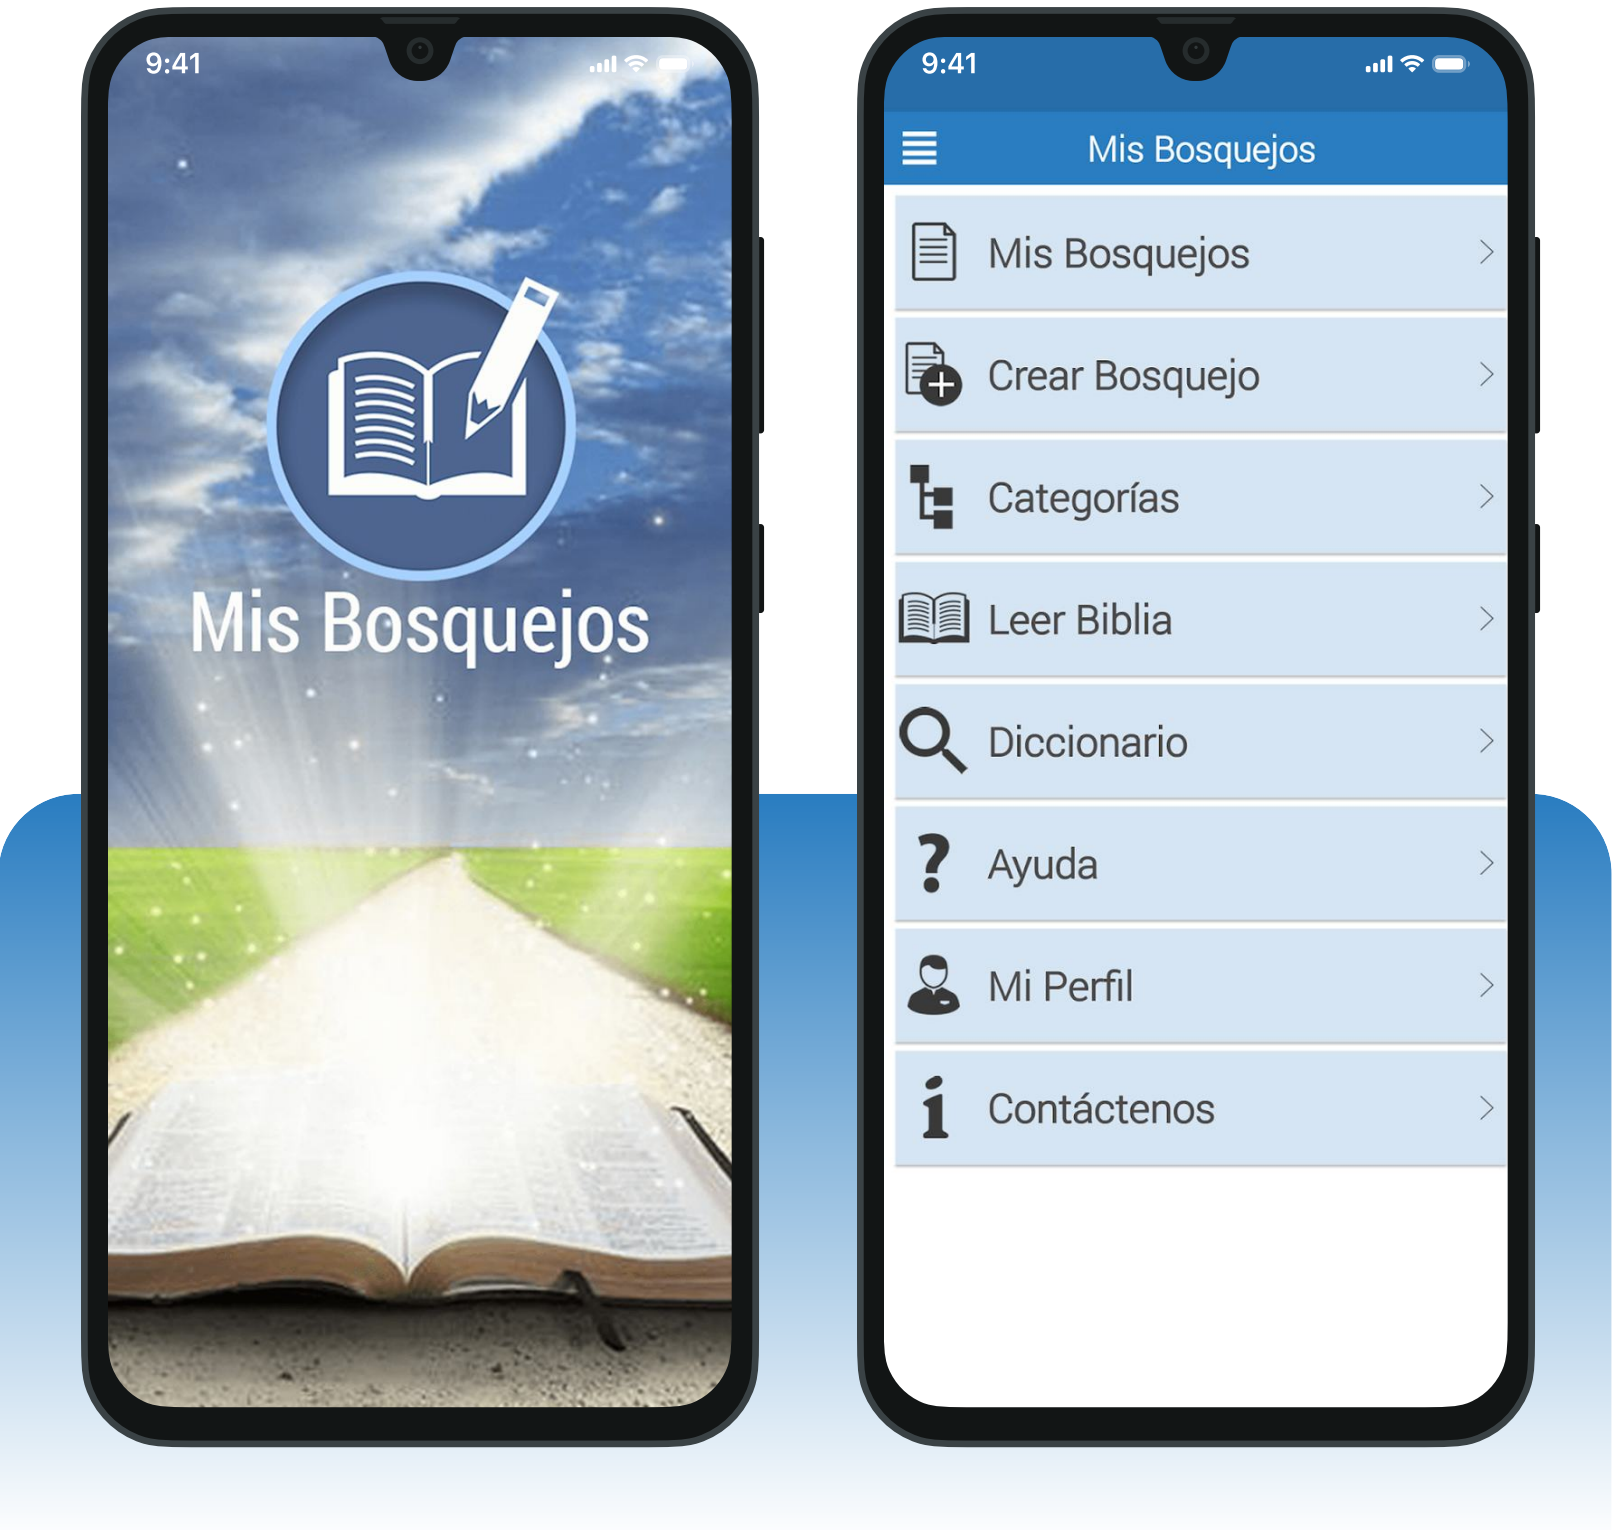 9:41
Mis Bosquejos
9:41
Mis Bosquejos
Mis Bosquejos
Crear Bosquejo
Categorías
Leer Biblia
Diccionario
Ayuda
Mi Perfil
Contáctenos